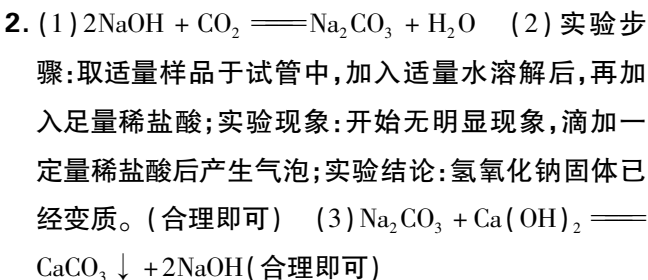 2. (1)2NaOH + CO₂ ══ Na₂CO₃ + H₂O (2)实验步
骤:取适量样品于试管中,加入适量水溶解后,再加
入足量稀盐酸;实验现象:开始无明显现象,滴加一
定量稀盐酸后产生气泡;实验结论:氢氧化钠固体已
经变质。(合理即可) (3)Na₂CO₃ + Ca(OH)₂ ══
CaCO₃↓ +2NaOH(合理即可)